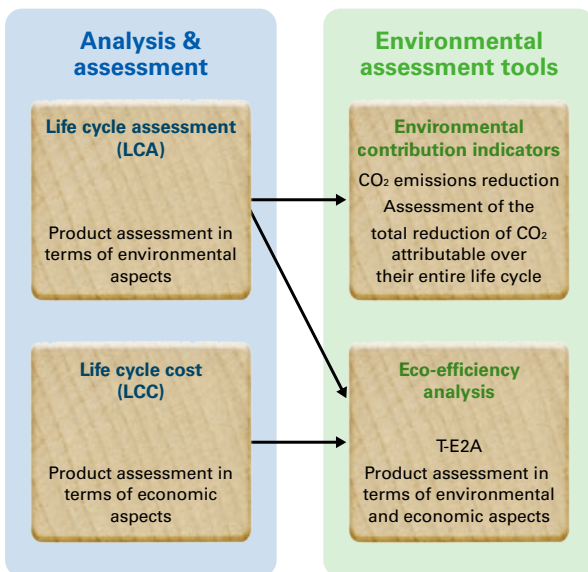 Analysis &
assessment
Life cycle assessment
(LCA)
Product assessment in
terms of environmental
aspects
Life cycle cost
(LCC)
Product assessment in
terms of economic
aspects
Environmental
assessment tools
Environmental
contribution indicators
CO₂ emissions reduction
Assessment of the
total reduction of CO₂
attributable over
their entire life cycle
Eco-efficiency
analysis
T-E2A
Product assessment in
terms of environmental
and economic aspects